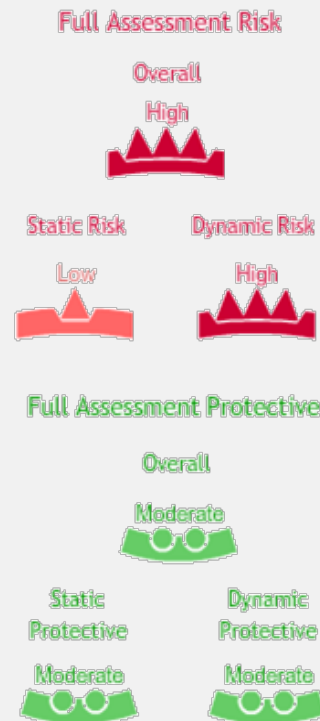 Full Assessment Risk
Overall
High
Static Risk
Dynamic Risk
Low
High
Full Assessment Protective
Overall
Moderate
Static
Protective
Dynamic
Protective
Moderate
Moderate